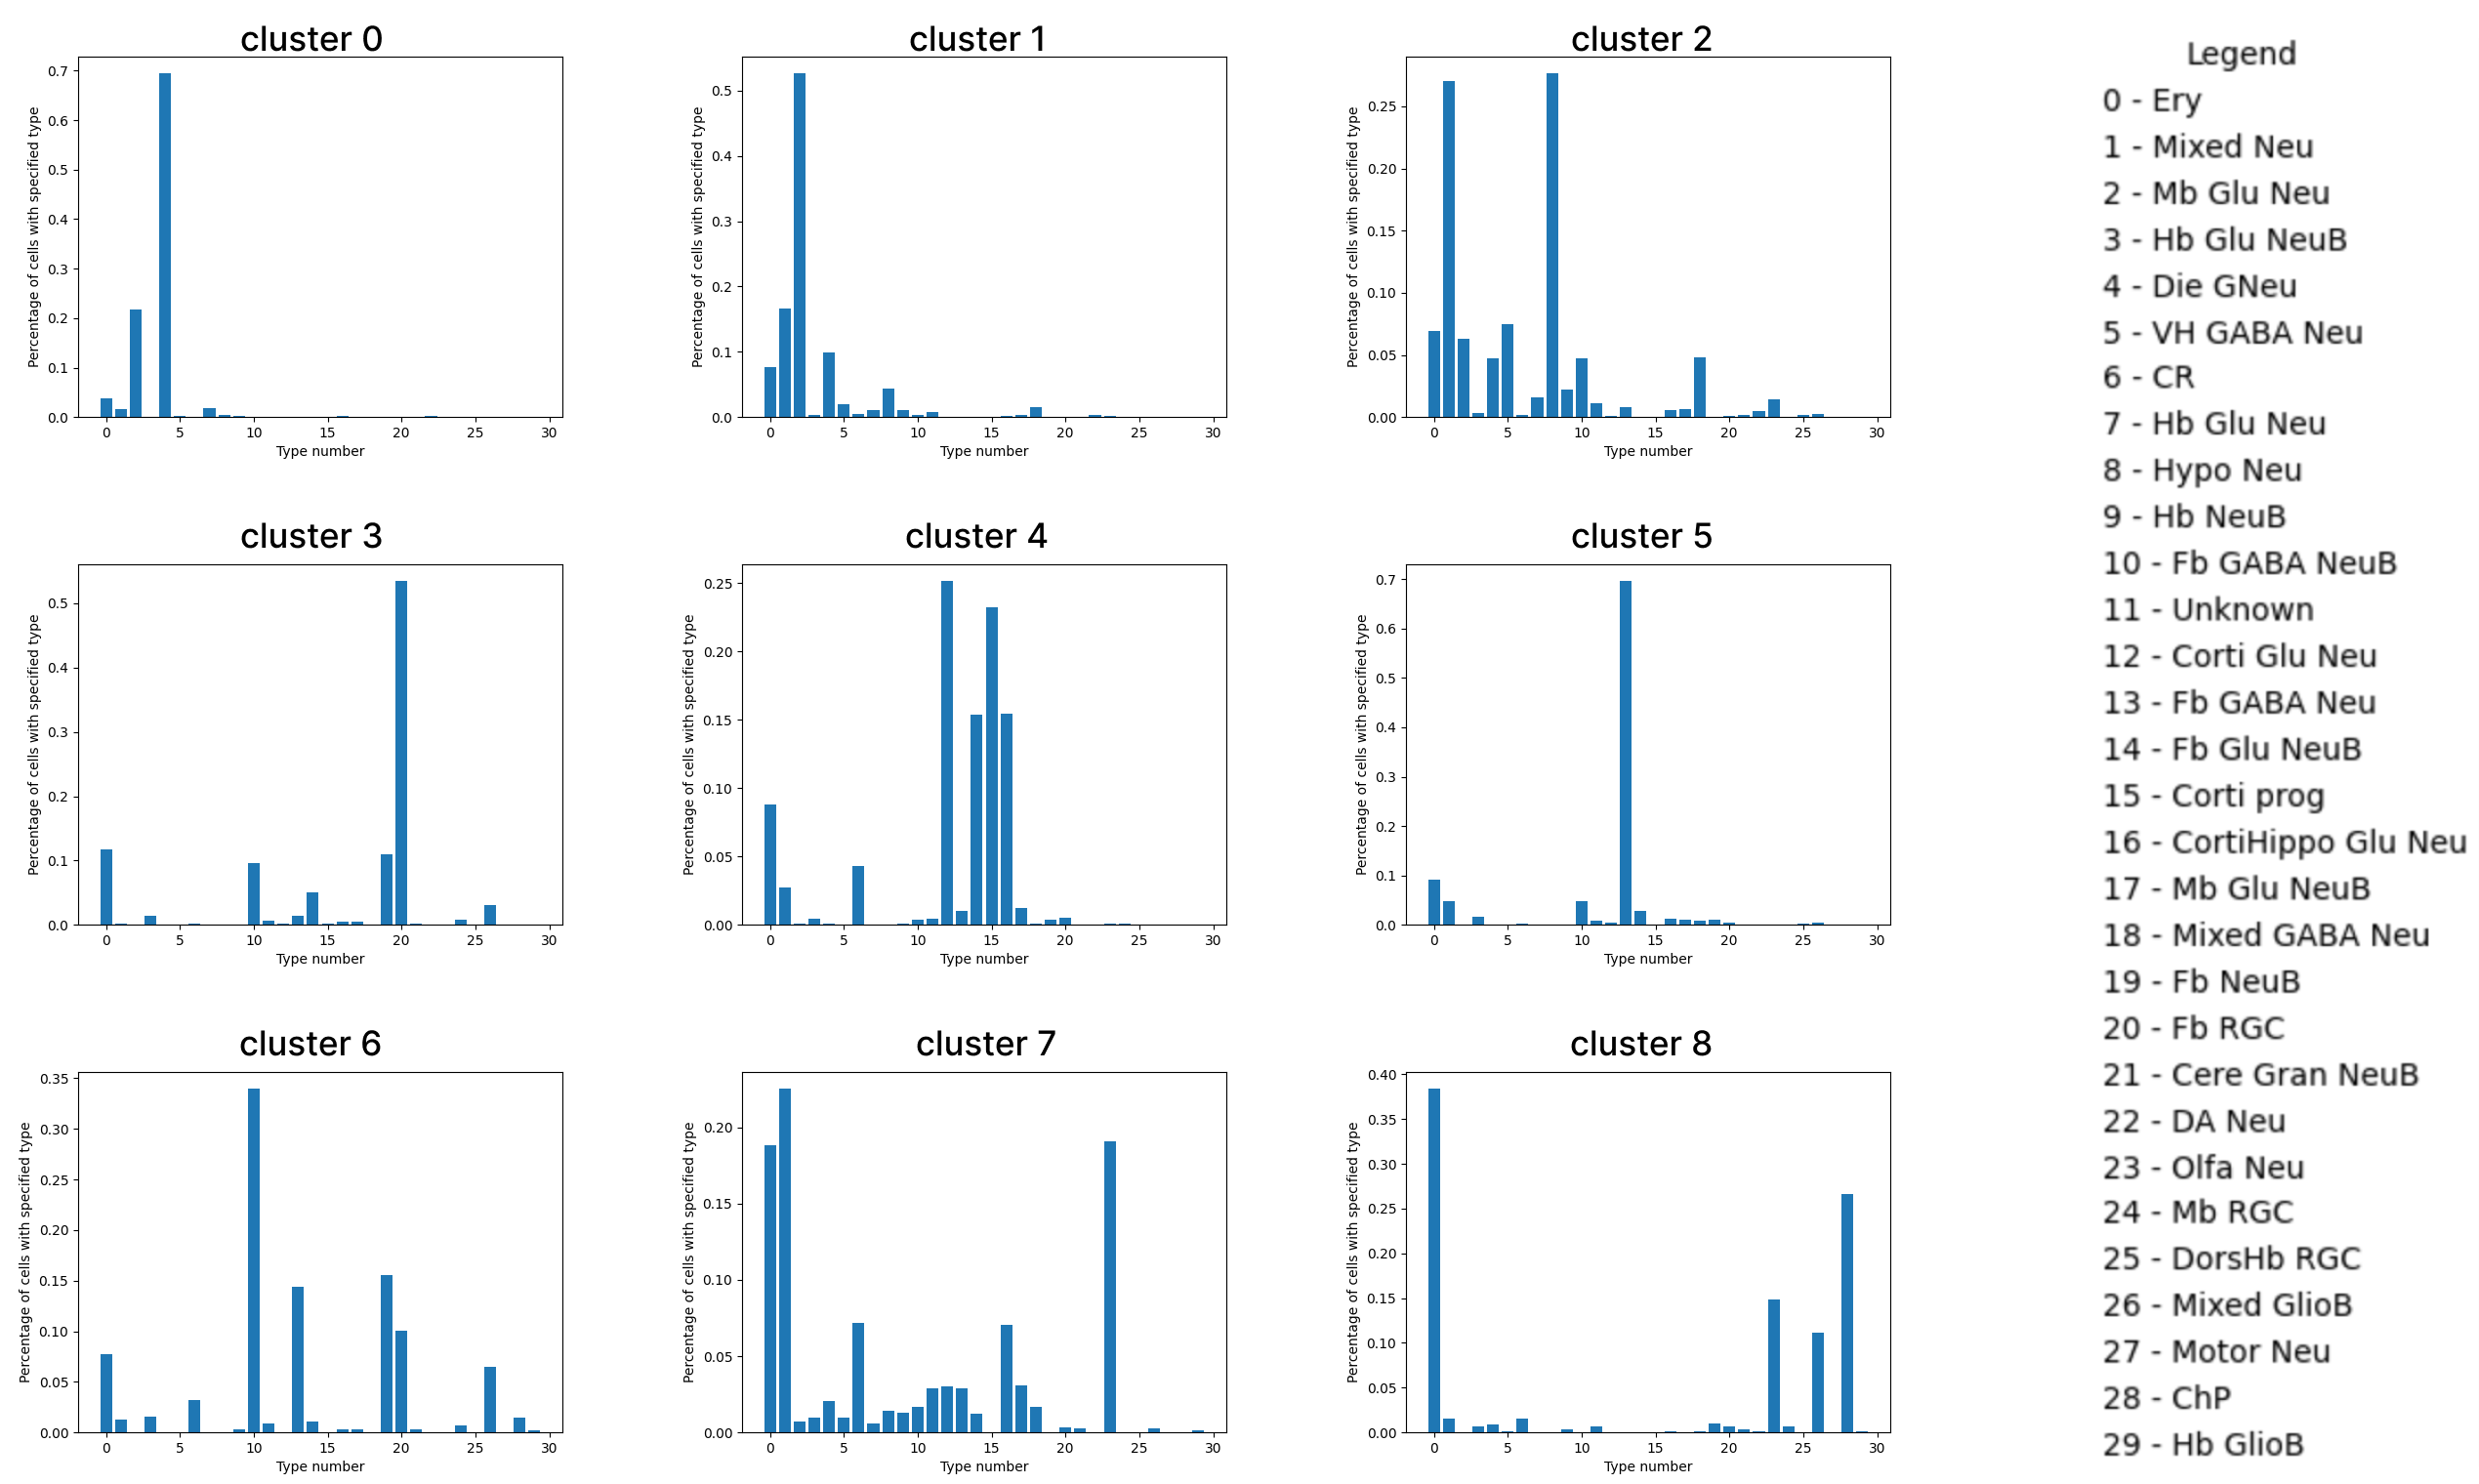 cluster 0
0.7
0.6
0.5
0.4
0.3
0.2
0.1
0.0
Percentage of cells with specified type
0 5 10 15 20 25 30
Type number
cluster 1
0.5
0.4
0.3
0.2
0.1
0.0
Percentage of cells with specified type
0 5 10 15 20 25 30
Type number
cluster 2
0.25
0.20
0.15
0.10
0.05
0.00
Percentage of cells with specified type
0 5 10 15 20 25 30
Type number
cluster 3
0.5
0.4
0.3
0.2
0.1
0.0
Percentage of cells with specified type
0 5 10 15 20 25 30
Type number
cluster 4
0.25
0.20
0.15
0.10
0.05
0.00
Percentage of cells with specified type
0 5 10 15 20 25 30
Type number
cluster 5
0.7
0.6
0.5
0.4
0.3
0.2
0.1
0.0
Percentage of cells with specified type
0 5 10 15 20 25 30
Type number
cluster 6
0.35
0.30
0.25
0.20
0.15
0.10
0.05
0.00
Percentage of cells with specified type
0 5 10 15 20 25 30
Type number
cluster 7
0.20
0.15
0.10
0.05
0.00
Percentage of cells with specified type
0 5 10 15 20 25 30
Type number
cluster 8
0.40
0.35
0.30
0.25
0.20
0.15
0.10
0.05
0.00
Percentage of cells with specified type
0 5 10 15 20 25 30
Type number
Legend
0 - Ery
1 - Mixed Neu
2 - Mb Glu Neu
3 - Hb Glu NeuB
4 - Die GNeu
5 - VH GABA Neu
6 - CR
7 - Hb Glu Neu
8 - Hypo Neu
9 - Hb NeuB
10 - Fb GABA NeuB
11 - Unknown
12 - Corti Glu Neu
13 - Fb GABA Neu
14 - Fb Glu NeuB
15 - Corti prog
16 - CortiHippo Glu Neu
17 - Mb Glu NeuB
18 - Mixed GABA Neu
19 - Fb NeuB
20 - Fb RGC
21 - Cere Gran NeuB
22 - DA Neu
23 - Olfa Neu
24 - Mb RGC
25 - DorsHb RGC
26 - Mixed GlioB
27 - Motor Neu
28 - ChP
29 - Hb GlioB